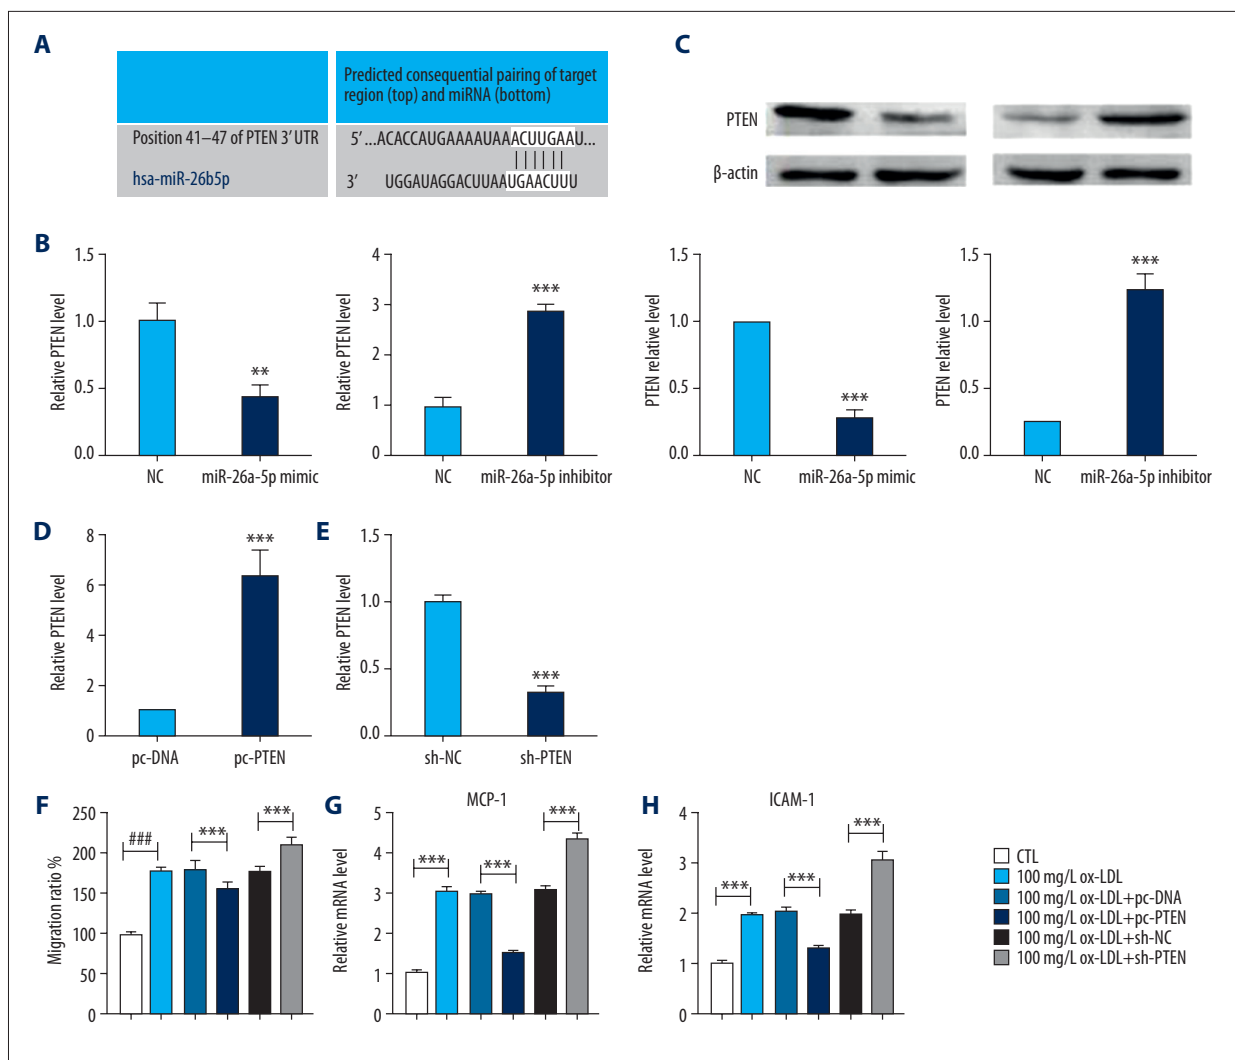 A
Predicted consequential pairing of target
region (top) and miRNA (bottom)
Position 41–47 of PTEN 3’ UTR
5’ ...ACACCAUGAAAAUAAACUUGAAU...
hsa-miR-26b5p
3’ UGGAUAGGACUUAAUGAACUUU
C
PTEN
β-actin
B
Relative PTEN level
1.5
1.0
0.5
0.0
**
NC
miR-26a-5p mimic
Relative PTEN level
4
3
2
1
0
***
NC
miR-26a-5p inhibitor
PTEN relative level
1.5
1.0
0.5
0.0
***
NC
miR-26a-5p mimic
PTEN relative level
1.5
1.0
0.5
0.0
***
NC
miR-26a-5p inhibitor
D
Relative PTEN level
8
6
4
2
0
***
pc-DNA
pc-PTEN
E
Relative PTEN level
1.5
1.0
0.5
0.0
***
sh-NC
sh-PTEN
F
Migration ratio %
250
200
150
100
50
0
###
***
***
G
MCP-1
Relative mRNA level
5
4
3
2
1
0
***
***
***
H
ICAM-1
Relative mRNA level
4
3
2
1
0
***
***
***
CTL
100 mg/L ox-LDL
100 mg/L ox-LDL+pc-DNA
100 mg/L ox-LDL+pc-PTEN
100 mg/L ox-LDL+sh-NC
100 mg/L ox-LDL+sh-PTEN